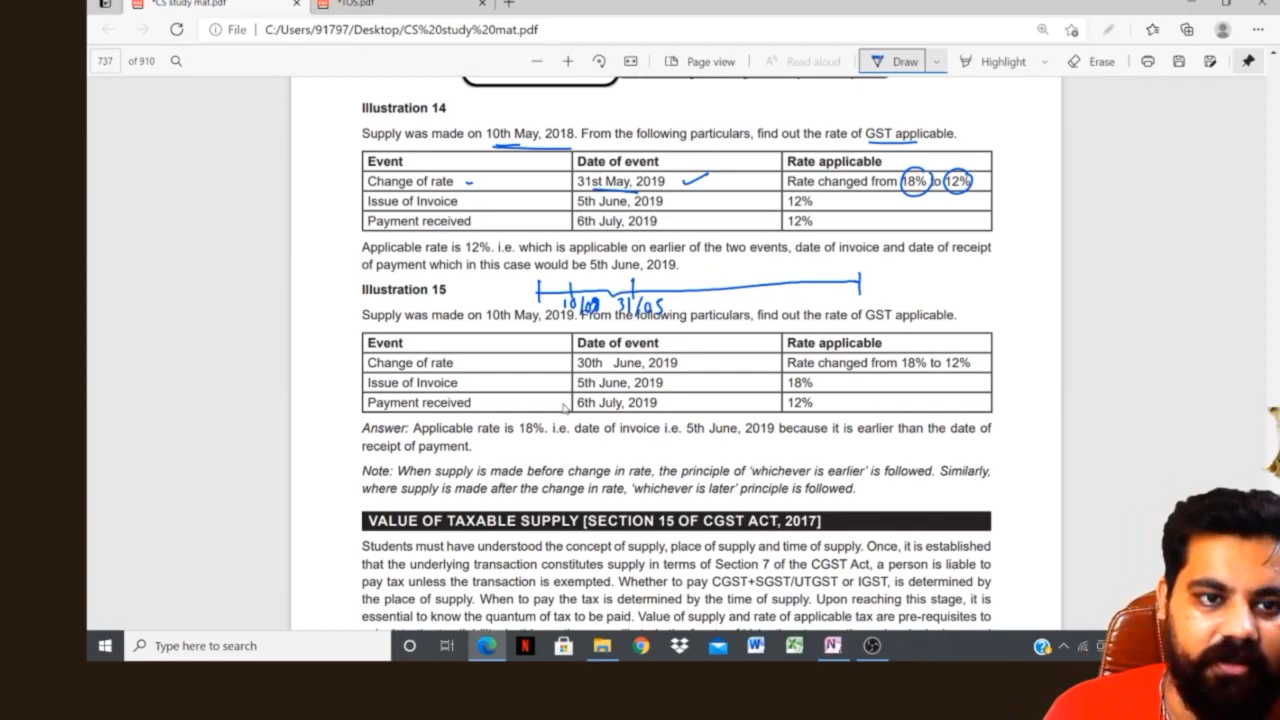 *CS study mat.pdf
*TOS.pdf
File
C:/Users/91797/Desktop/CS%20study%20mat.pdf
737 of 910
Page view
Read aloud
Draw
Highlight
Erase
Illustration 14
Supply was made on 10th May, 2018. From the following particulars, find out the rate of GST applicable.
Event Date of event Rate applicable
Change of rate 31st May, 2019 Rate changed from 18% to 12%
Issue of Invoice 5th June, 2019 12%
Payment received 6th July, 2019 12%
Applicable rate is 12%. i.e. which is applicable on earlier of the two events, date of invoice and date of receipt
of payment which in this case would be 5th June, 2019.
Illustration 15
31/05
Supply was made on 10th May, 2019. From the following particulars, find out the rate of GST applicable.
Event Date of event Rate applicable
Change of rate 30th June, 2019 Rate changed from 18% to 12%
Issue of Invoice 5th June, 2019 18%
Payment received 6th July, 2019 12%
Answer: Applicable rate is 18%. i.e. date of invoice i.e. 5th June, 2019 because it is earlier than the date of
receipt of payment.
Note: When supply is made before change in rate, the principle of 'whichever is earlier' is followed. Similarly,
where supply is made after the change in rate, 'whichever is later' principle is followed.
VALUE OF TAXABLE SUPPLY [SECTION 15 OF CGST ACT, 2017]
Students must have understood the concept of supply, place of supply and time of supply. Once, it is established
that the underlying transaction constitutes supply in terms of Section 7 of the CGST Act, a person is liable to
pay tax unless the transaction is exempted. Whether to pay CGST+SGST/UTGST or IGST, is determined by
the place of supply. When to pay the tax is determined by the time of supply. Upon reaching this stage, it is
essential to know the quantum of tax to be paid. Value of supply and rate of applicable tax are pre-requisites to
Type here to search